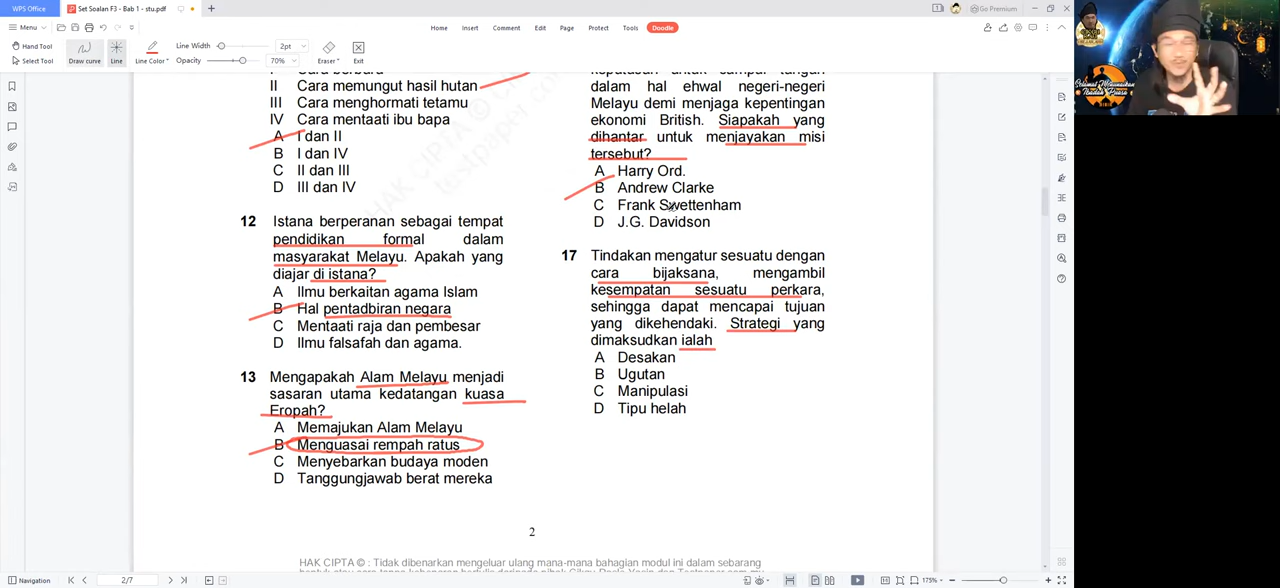 WPS Office
Set Soalan F3 - Bab 1 - stu.pdf
Go Premium
Menu
Home
Insert
Comment
Edit
Page
Protect
Tools
Doodle
Hand Tool
Select Tool
Draw curve
Line
Line Color
Line Width
2pt
Opacity
70%
Eraser
Exit
II Cara memungut hasil hutan
III Cara menghormati tetamu
IV Cara mentaati ibu bapa
A I dan II
B I dan IV
C II dan III
D III dan IV
12 Istana berperanan sebagai tempat
pendidikan formal dalam
masyarakat Melayu. Apakah yang
diajar di istana?
A Ilmu berkaitan agama Islam
B Hal pentadbiran negara
C Mentaati raja dan pembesar
D Ilmu falsafah dan agama.
13 Mengapakah Alam Melayu menjadi
sasaran utama kedatangan kuasa
Eropah?
A Memajukan Alam Melayu
B Menguasai rempah ratus
C Menyebarkan budaya moden
D Tanggungjawab berat mereka
dalam hal ehwal negeri-negeri
Melayu demi menjaga kepentingan
ekonomi British. Siapakah yang
dihantar untuk menjayakan misi
tersebut?
A Harry Ord.
B Andrew Clarke
C Frank Swettenham
D J.G. Davidson
17 Tindakan mengatur sesuatu dengan
cara bijaksana, mengambil
kesempatan sesuatu perkara,
sehingga dapat mencapai tujuan
yang dikehendaki. Strategi yang
dimaksudkan ialah
A Desakan
B Ugutan
C Manipulasi
D Tipu helah
2
HAK CIPTA © : Tidak dibenarkan mengeluar ulang mana-mana bahagian modul ini dalam sebarang
Navigation
2/7
175%